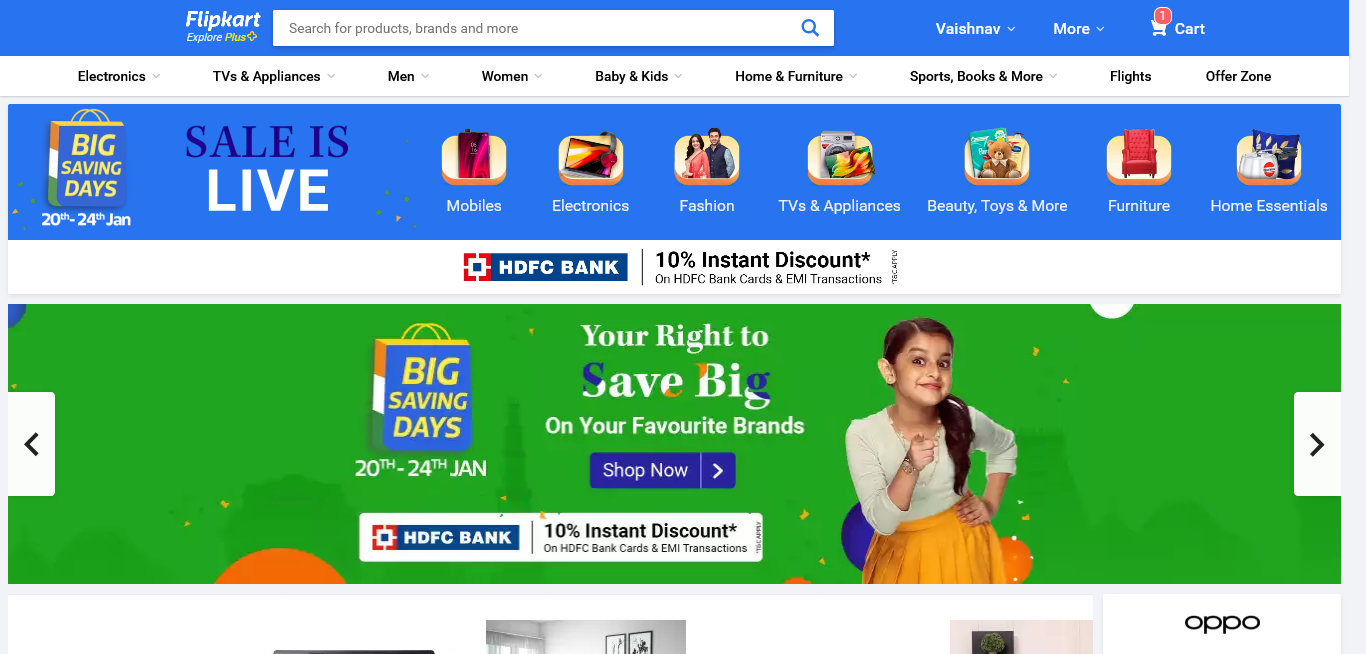 Flipkart
Explore Plus
Search for products, brands and more
Vaishnav
More
1
Cart
Electronics
TVs & Appliances
Men
Women
Baby & Kids
Home & Furniture
Sports, Books & More
Flights
Offer Zone
BIG
SAVING
DAYS
20th - 24th Jan
SALE IS
LIVE
Mobiles
Electronics
Fashion
TVs & Appliances
Beauty, Toys & More
Furniture
Home Essentials
HDFC BANK
10% Instant Discount*
On HDFC Bank Cards & EMI Transactions
*T&C APPLY
BIG
SAVING
DAYS
20TH - 24TH JAN
Your Right to
Save Big
On Your Favourite Brands
Shop Now
HDFC BANK
10% Instant Discount*
On HDFC Bank Cards & EMI Transactions
*T&C APPLY
oppo